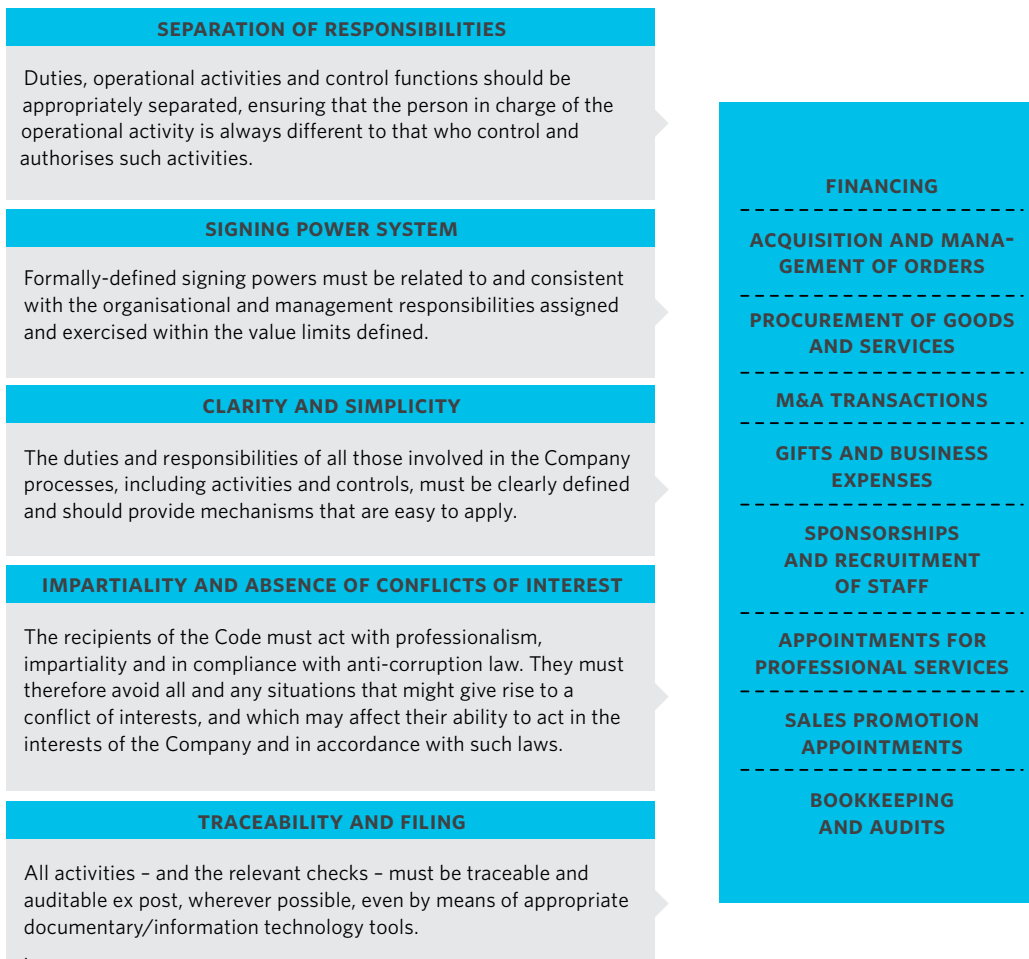 SEPARATION OF RESPONSIBILITIES
Duties, operational activities and control functions should be
appropriately separated, ensuring that the person in charge of the
operational activity is always different to that who control and
authorises such activities.
SIGNING POWER SYSTEM
Formally-defined signing powers must be related to and consistent
with the organisational and management responsibilities assigned
and exercised within the value limits defined.
CLARITY AND SIMPLICITY
The duties and responsibilities of all those involved in the Company
processes, including activities and controls, must be clearly defined
and should provide mechanisms that are easy to apply.
IMPARTIALITY AND ABSENCE OF CONFLICTS OF INTEREST
The recipients of the Code must act with professionalism,
impartiality and in compliance with anti-corruption law. They must
therefore avoid all and any situations that might give rise to a
conflict of interests, and which may affect their ability to act in the
interests of the Company and in accordance with such laws.
TRACEABILITY AND FILING
All activities – and the relevant checks – must be traceable and
auditable ex post, wherever possible, even by means of appropriate
documentary/information technology tools.
FINANCING
ACQUISITION AND MANA-
GEMENT OF ORDERS
PROCUREMENT OF GOODS
AND SERVICES
M&A TRANSACTIONS
GIFTS AND BUSINESS
EXPENSES
SPONSORSHIPS
AND RECRUITMENT
OF STAFF
APPOINTMENTS FOR
PROFESSIONAL SERVICES
SALES PROMOTION
APPOINTMENTS
BOOKKEEPING
AND AUDITS